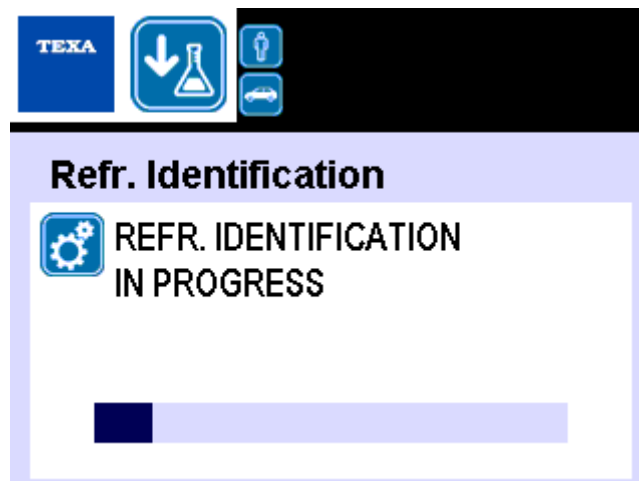 TEXA
Refr. Identification
REFR. IDENTIFICATION
IN PROGRESS